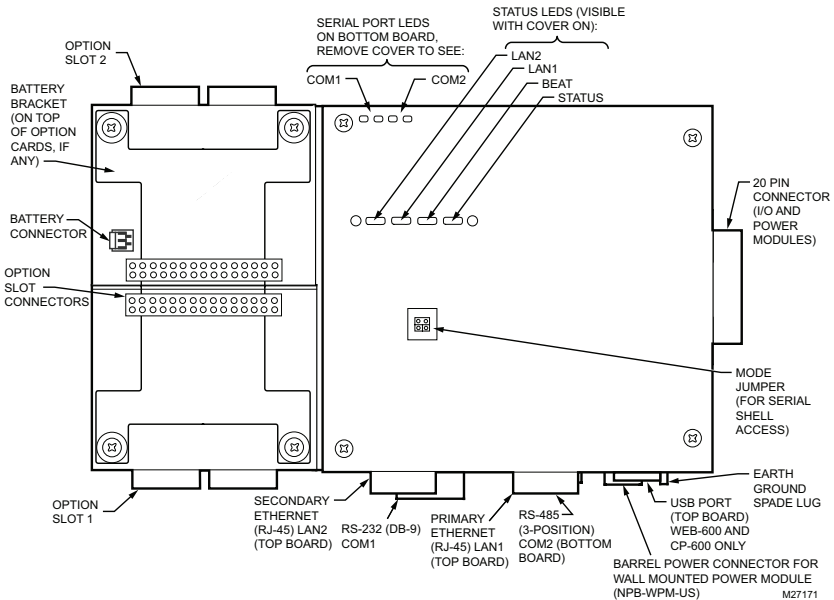 SERIAL PORT LEDS
ON BOTTOM BOARD,
REMOVE COVER TO SEE:
COM1
COM2
STATUS LEDS (VISIBLE
WITH COVER ON):
LAN2
LAN1
BEAT
STATUS
OPTION
SLOT 2
BATTERY
BRACKET
(ON TOP
OF OPTION
CARDS, IF
ANY)
BATTERY
CONNECTOR
OPTION
SLOT
CONNECTORS
20 PIN
CONNECTOR
(I/O AND
POWER
MODULES)
MODE
JUMPER
(FOR SERIAL
SHELL
ACCESS)
OPTION
SLOT 1
SECONDARY
ETHERNET
(RJ-45) LAN2
(TOP BOARD)
RS-232 (DB-9)
COM1
PRIMARY
ETHERNET
(RJ-45) LAN1
(TOP BOARD)
RS-485
(3-POSITION)
COM2 (BOTTOM
BOARD)
EARTH
GROUND
SPADE LUG
USB PORT
(TOP BOARD)
WEB-600 AND
CP-600 ONLY
BARREL POWER CONNECTOR FOR
WALL MOUNTED POWER MODULE
(NPB-WPM-US)
M27171